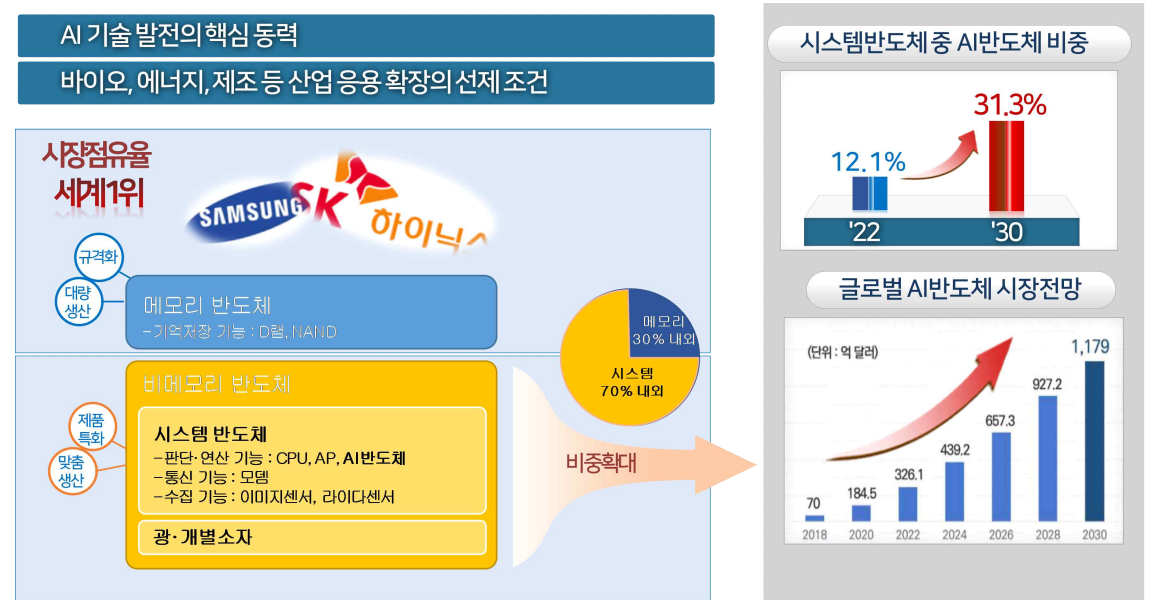 AI 기술 발전의 핵심 동력
바이오, 에너지, 제조 등 산업 응용 확장의 선제 조건
시장점유율
세계1위
SAMSUNG
SK
하이닉스
규격화
대량
생산
메모리 반도체
-기억저장 기능 : D램, NAND
비메모리 반도체
제품
특화
맞춤
생산
시스템 반도체
-판단·연산 기능 : CPU, AP, AI반도체
-통신 기능 : 모뎀
-수집 기능 : 이미지센서, 라이다센서
광·개별소자
메모리
30% 내외
시스템
70% 내외
비중확대
시스템반도체 중 AI반도체 비중
31.3%
12.1%
'22 '30
글로벌 AI반도체 시장전망
(단위 : 억 달러)
1,179
927.2
657.3
439.2
326.1
184.5
70
2018 2020 2022 2024 2026 2028 2030